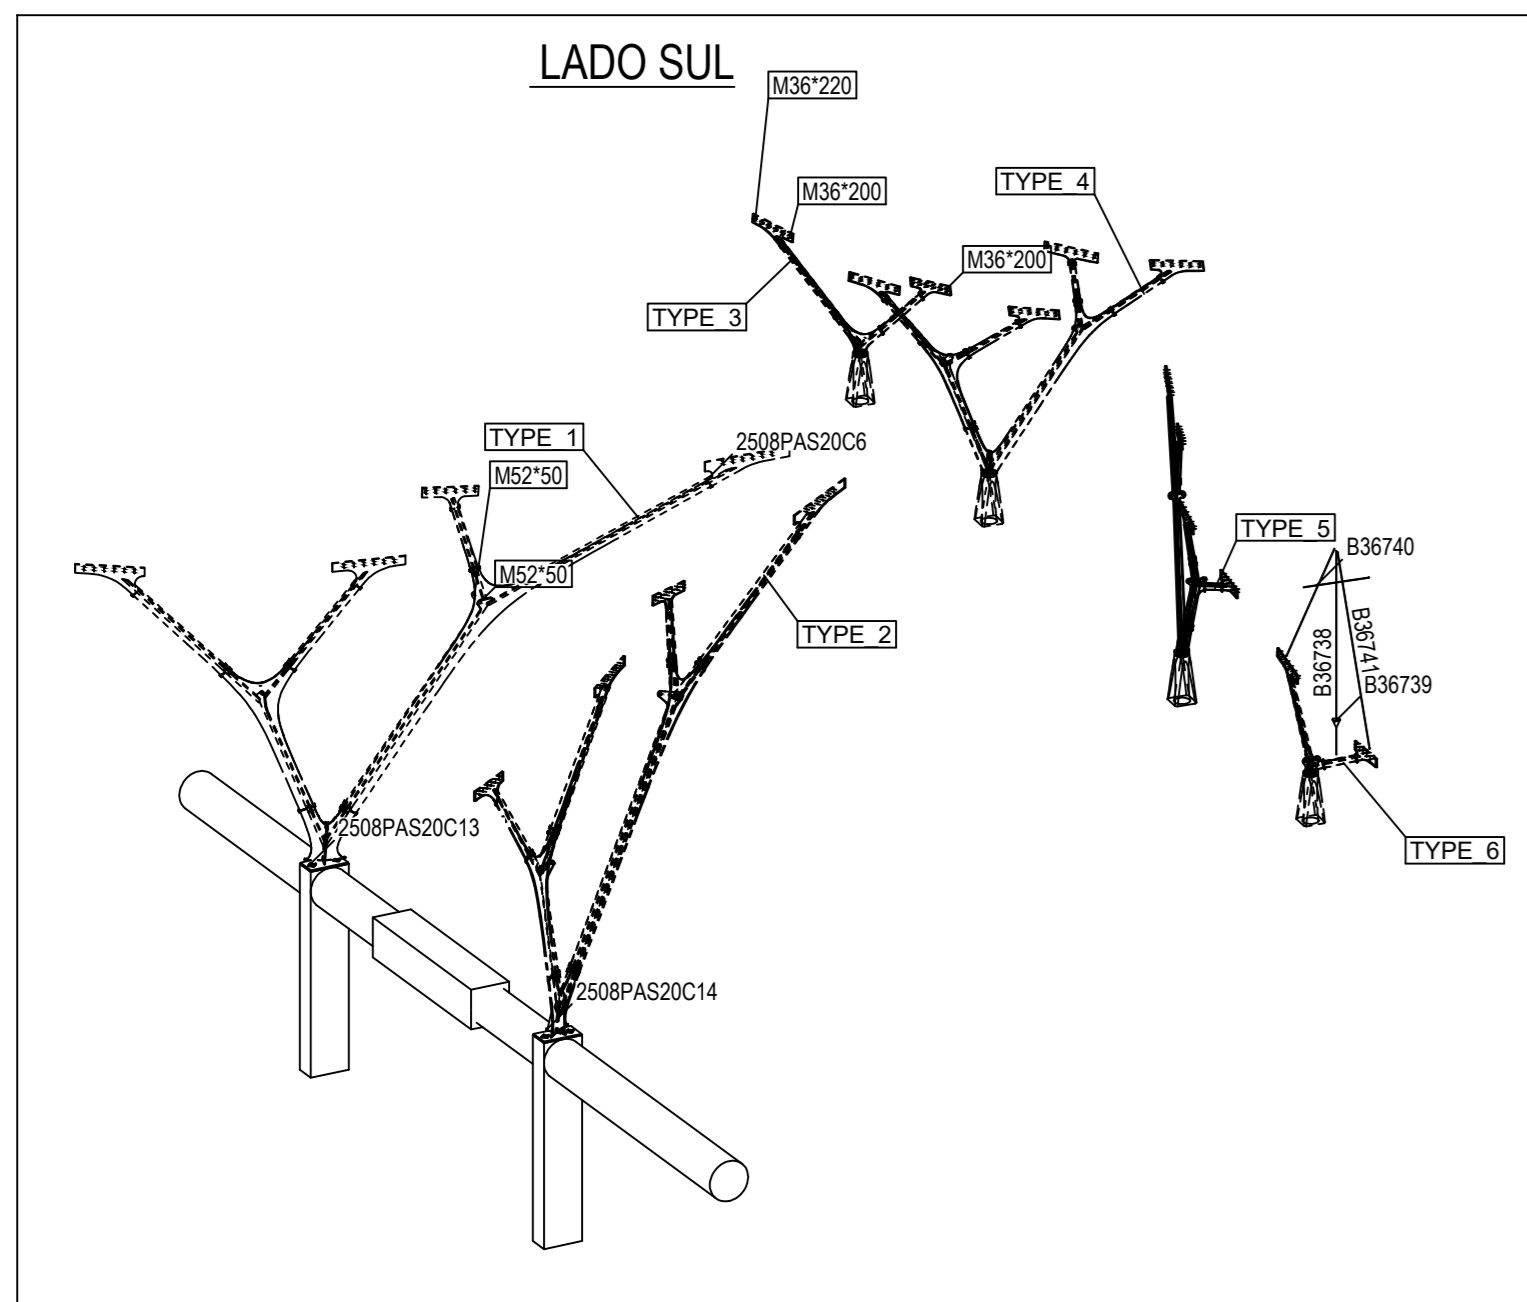 LADO SUL
M36*220
M36*200
TYPE_4
M36*200
TYPE_3
TYPE_1
2508PAS20C6
M52*50
TYPE_5
B36740
M52*50
B36741
TYPE_2
B36738
B36739
2508PAS20C13
TYPE_6
2508PAS20C14